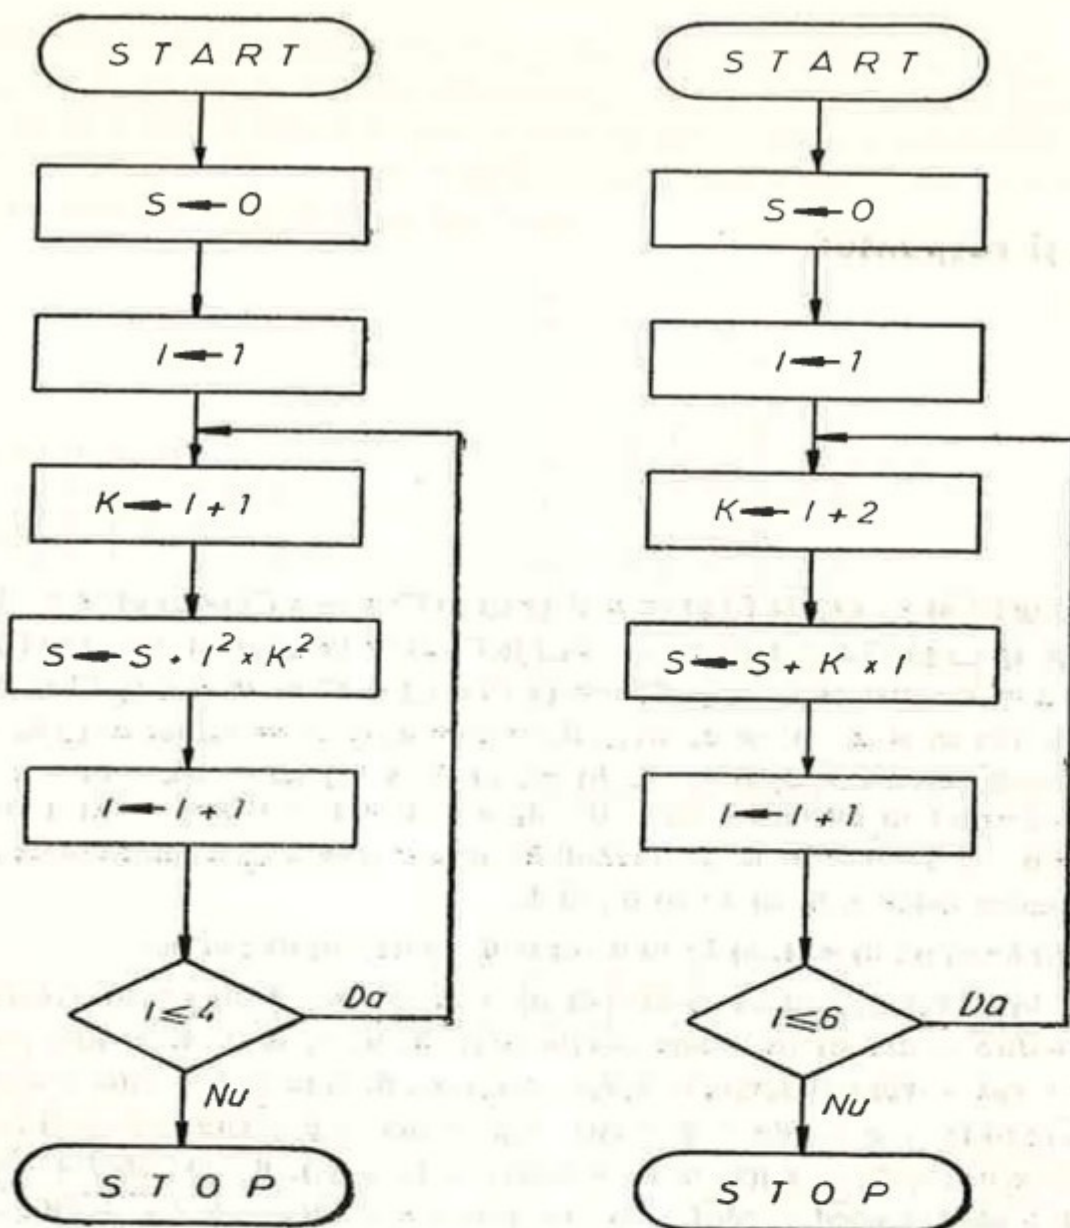 START
S ← 0
I ← 1
K ← I + 1
S ← S + I² × K²
I ← I + 1
I ≤ 4
Da
Nu
STOP
START
S ← 0
I ← 1
K ← I + 2
S ← S + K × I
I ← I + 1
I ≤ 6
Da
Nu
STOP